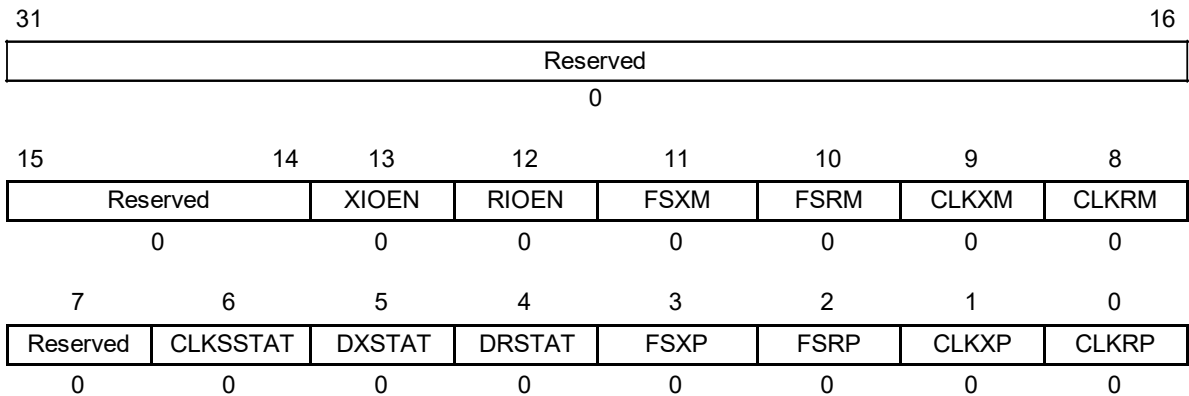 31 16
Reserved
0
15 14 13 12 11 10 9 8
Reserved XIOEN RIOEN FSXM FSRM CLKXM CLKRM
0 0 0 0 0 0 0
7 6 5 4 3 2 1 0
Reserved CLKSSTAT DXSTAT DRSTAT FSXP FSRP CLKXP CLKRP
0 0 0 0 0 0 0 0